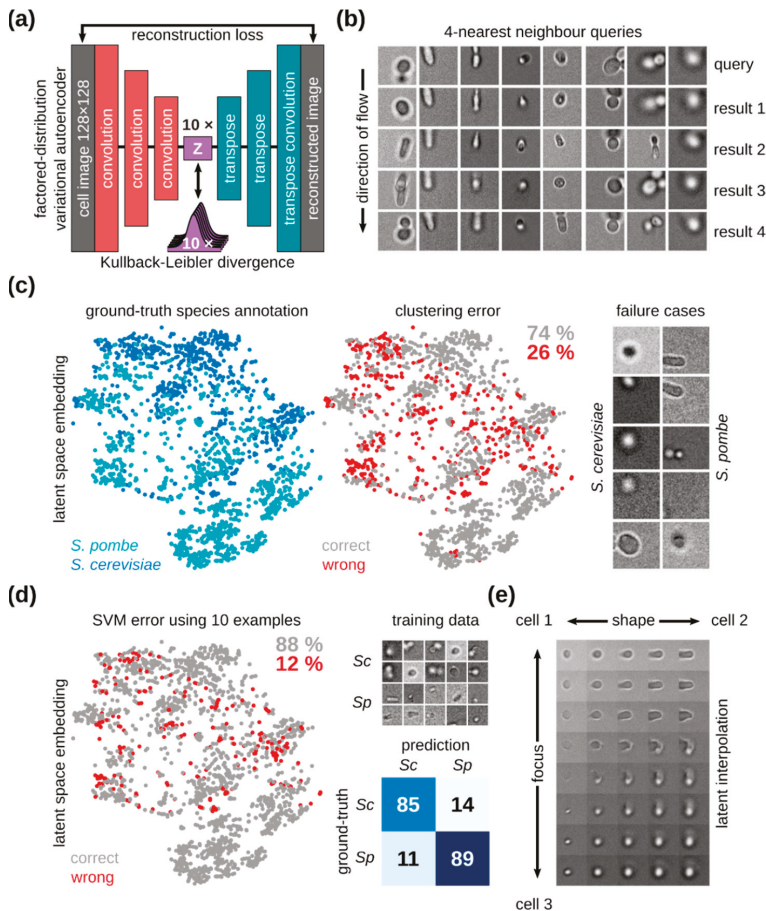 (a)
reconstruction loss
factored-distribution
variational autoencoder
cell image 128×128
convolution
convolution
convolution
10 ×
Z
transpose
transpose
transpose convolution
reconstructed image
10 ×
Kullback-Leibler divergence
(b)
4-nearest neighbour queries
direction of flow
query
result 1
result 2
result 3
result 4
(c)
ground-truth species annotation
clustering error
failure cases
latent space embedding
74 %
26 %
S. pombe
S. cerevisiae
correct
wrong
S. cerevisiae
S. pombe
(d)
SVM error using 10 examples
latent space embedding
88 %
12 %
correct
wrong
training data
Sc
Sp
prediction
Sc Sp
ground-truth
Sc 85 14
Sp 11 89
(e)
cell 1 shape cell 2
focus
latent interpolation
cell 3